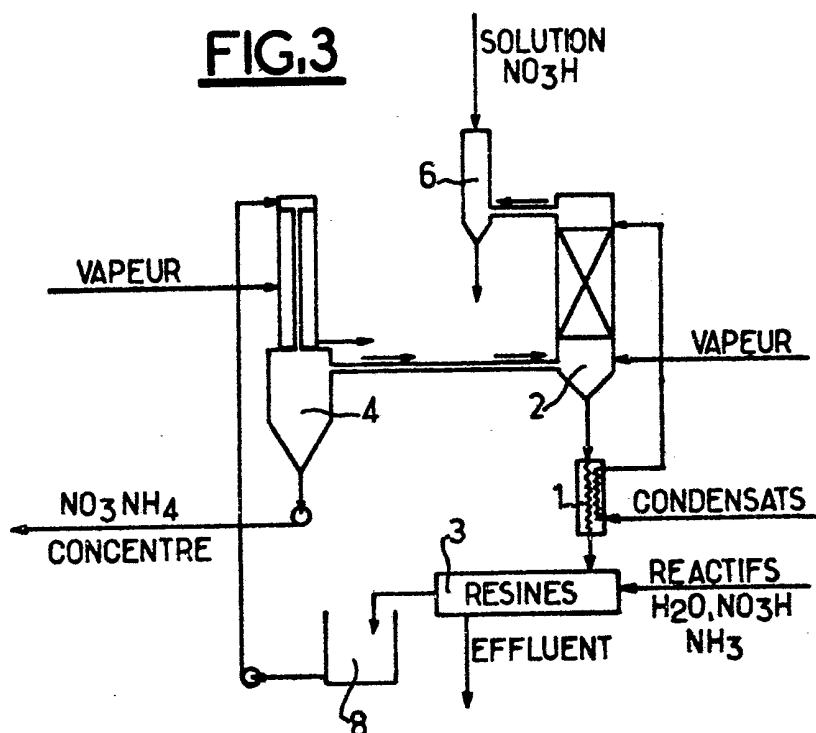 FIG.3
SOLUTION
NO3H
6
VAPEUR
VAPEUR
2
4
NO3NH4
CONCENTRE
1
CONDENSATS
3
RESINES
REACTIFS
H2O,NO3H
NH3
EFFLUENT
8